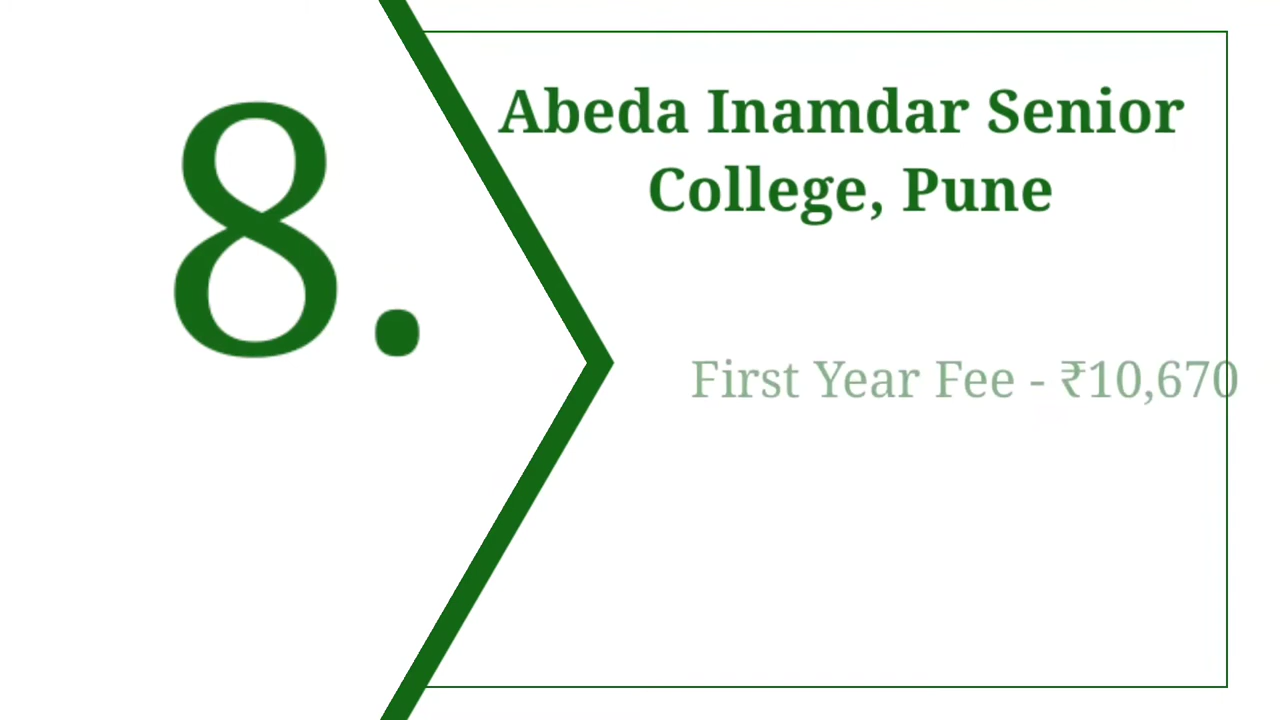 8.
Abeda Inamdar Senior
College, Pune
First Year Fee - ₹10,670